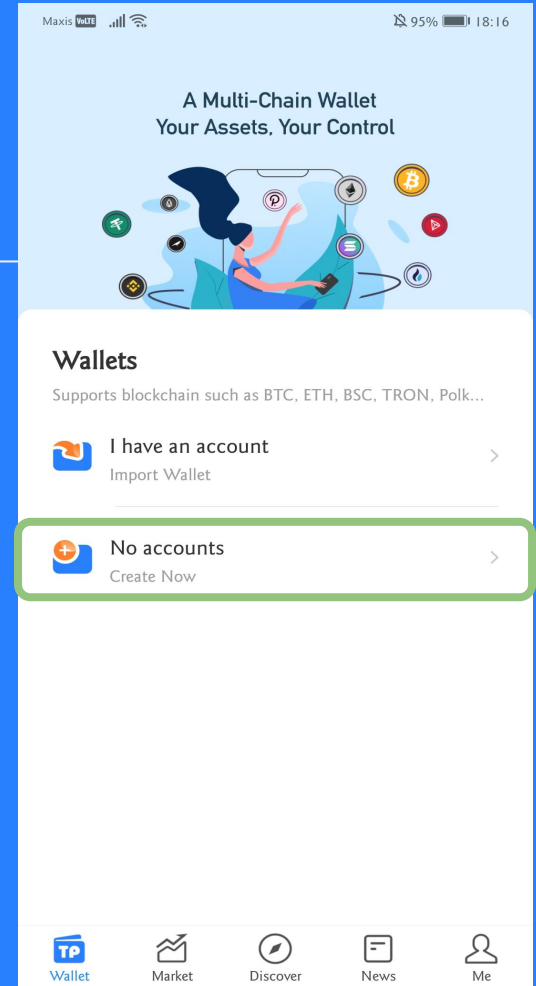 Maxis VoLTE 95% 18:16
A Multi-Chain Wallet
Your Assets, Your Control
Wallets
Supports blockchain such as BTC, ETH, BSC, TRON, Polk...
I have an account
Import Wallet
No accounts
Create Now
TP
Wallet Market Discover News Me